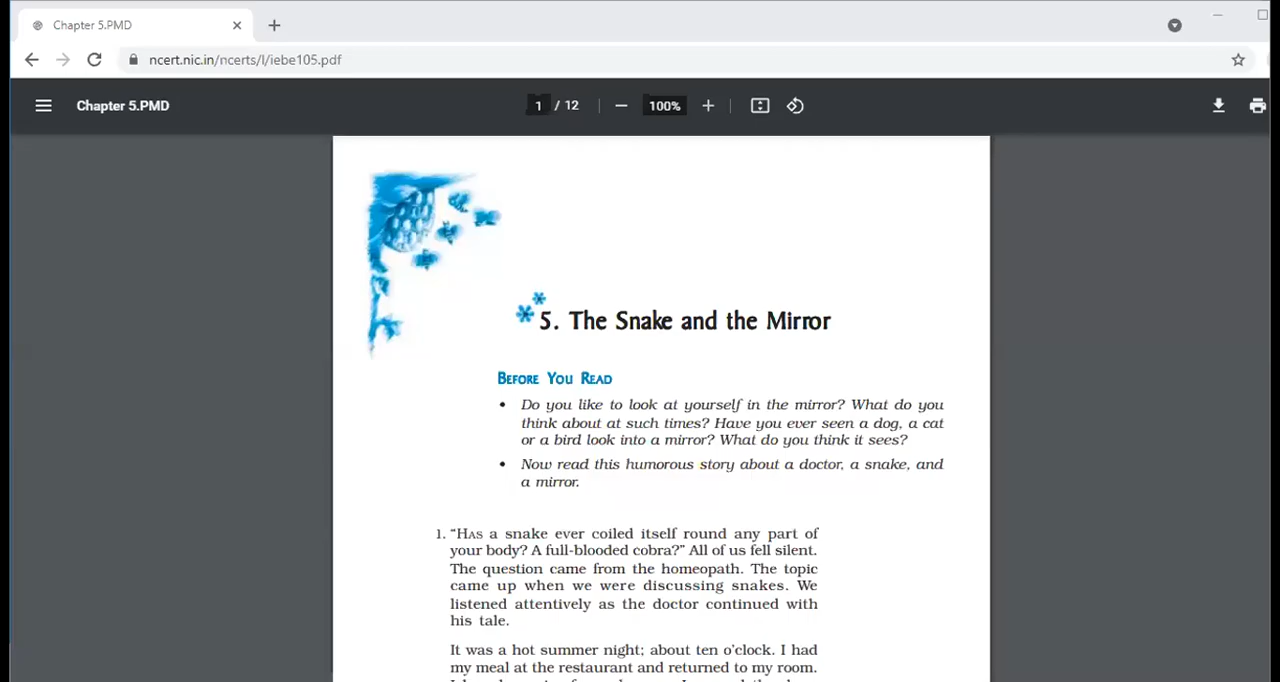 Chapter 5.PMD
ncert.nic.in/ncerts/l/iebe105.pdf
Chapter 5.PMD
1 / 12
100%
5. The Snake and the Mirror
BEFORE YOU READ
• Do you like to look at yourself in the mirror? What do you
think about at such times? Have you ever seen a dog, a cat
or a bird look into a mirror? What do you think it sees?
• Now read this humorous story about a doctor, a snake, and
a mirror.
1. “HAS a snake ever coiled itself round any part of
your body? A full-blooded cobra?” All of us fell silent.
The question came from the homeopath. The topic
came up when we were discussing snakes. We
listened attentively as the doctor continued with
his tale.
It was a hot summer night; about ten o’clock. I had
my meal at the restaurant and returned to my room.